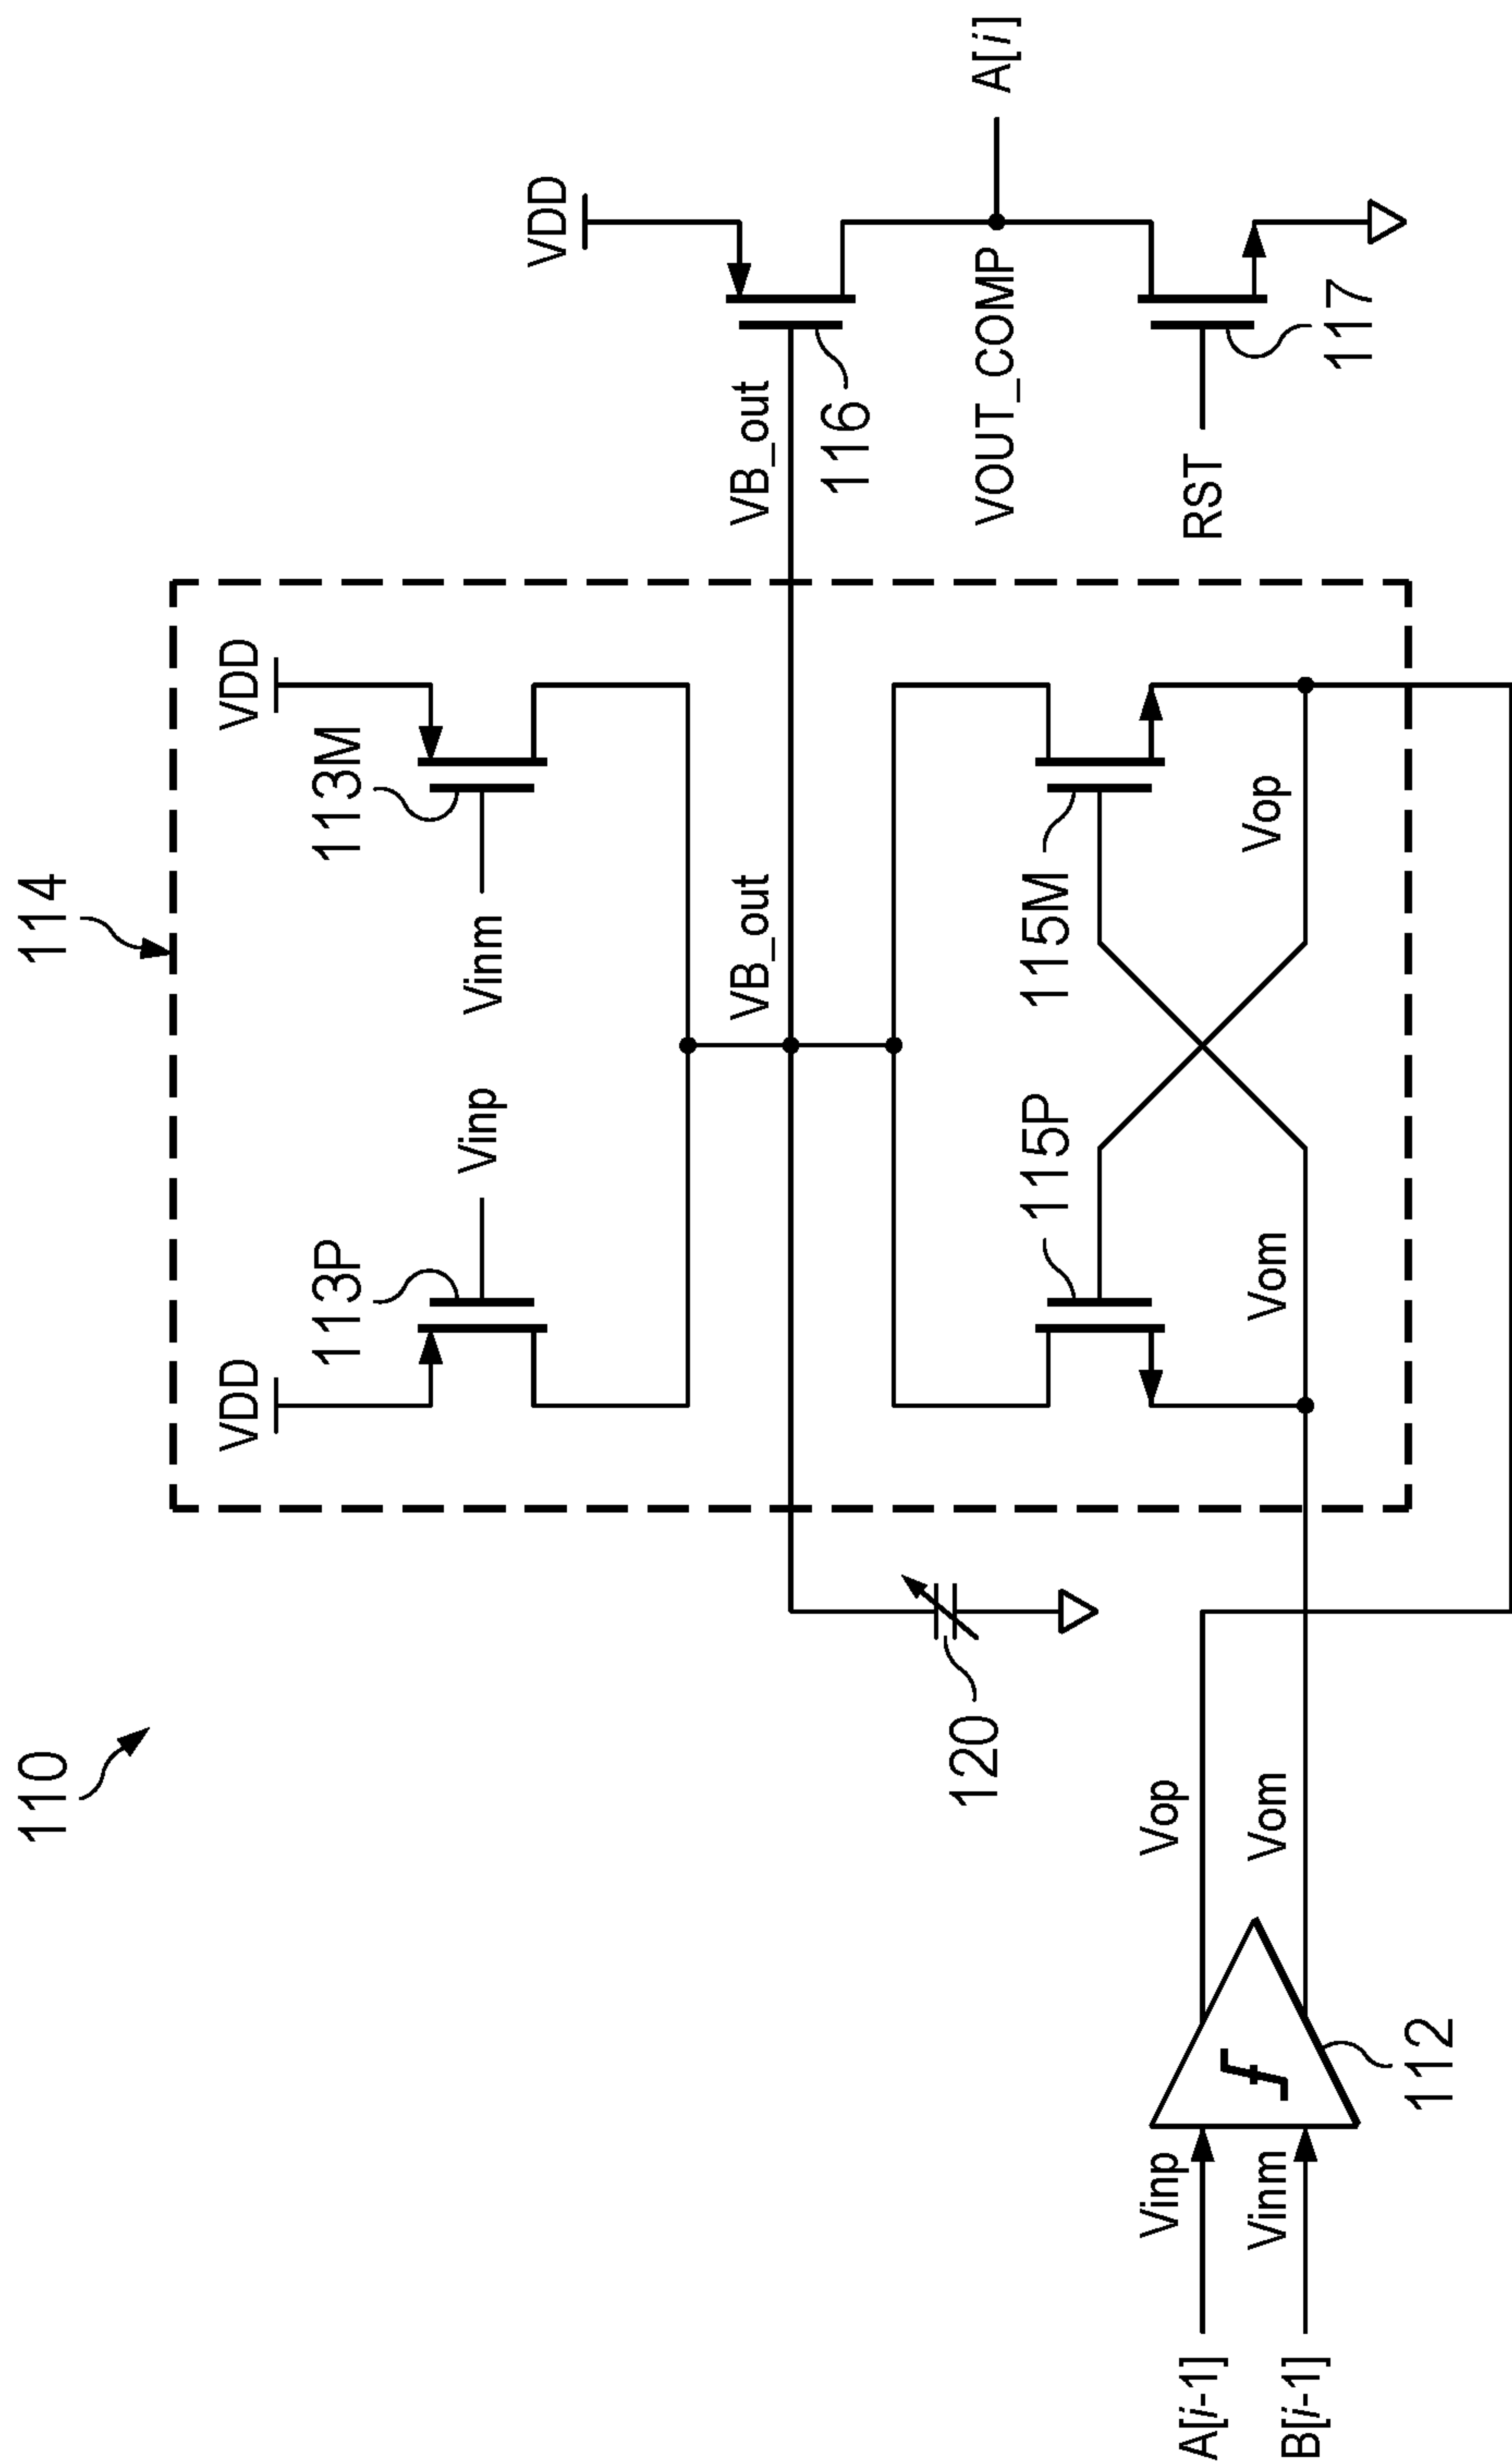 110
114
VDD
VDD
113P
113M
Vinp
Vinm
VDD
VB_out
VB_out
116
120
115P
115M
VOUT_COMP
A[i]
A[i-1]
Vinp
Vop
Vom
Vop
RST
117
B[i-1]
Vinm
Vom
112